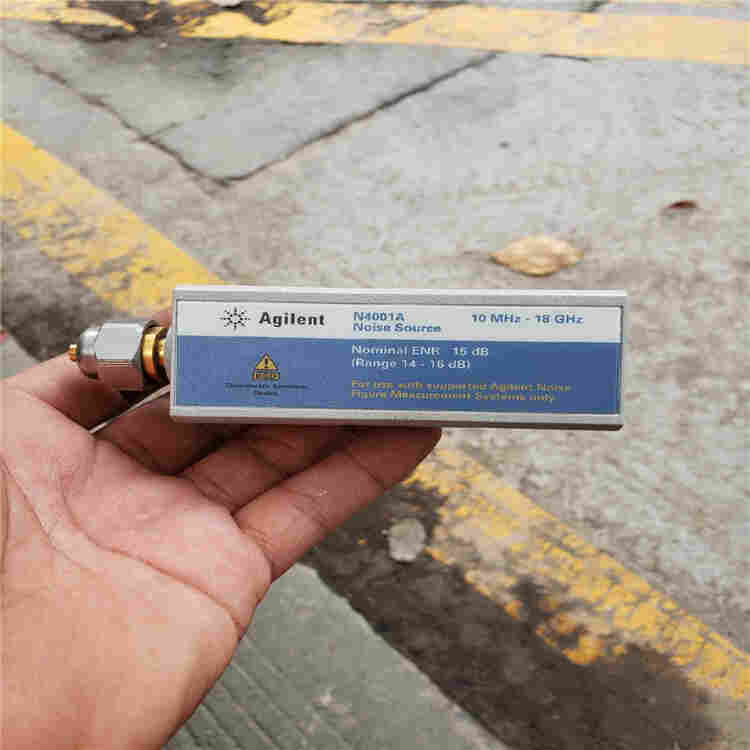 Agilent
N4001A
Noise Source
10 MHz - 18 GHz
Nominal ENR 15 dB
(Range 14 - 16 dB)
For use with supported Agilent Noise
Figure Measurement Systems only